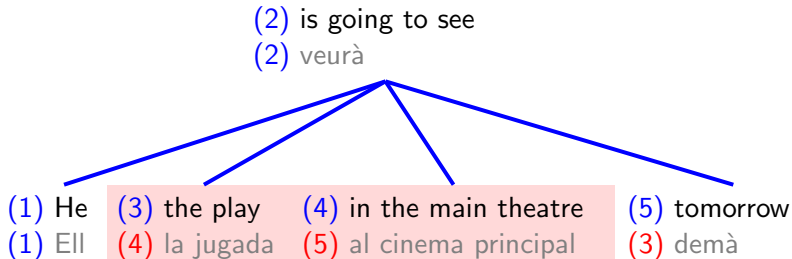 (2) is going to see
(2) veurà
(1) He (3) the play (4) in the main theatre (5) tomorrow
(1) Ell (4) la jugada (5) al cinema principal (3) demà